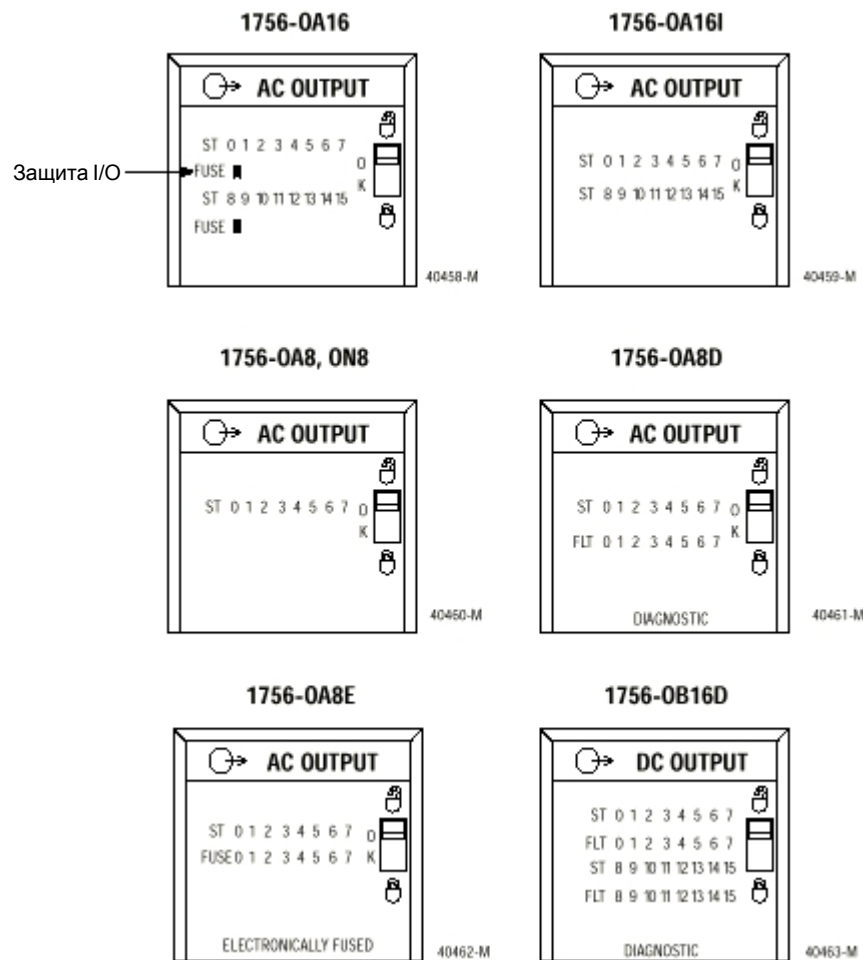 1756-OA16
AC OUTPUT
ST 0 1 2 3 4 5 6 7
Защита I/O
FUSE
O
K
ST 8 9 10 11 12 13 14 15
FUSE
40458-M
1756-OA16I
AC OUTPUT
ST 0 1 2 3 4 5 6 7
O
K
ST 8 9 10 11 12 13 14 15
40459-M
1756-OA8, ON8
AC OUTPUT
ST 0 1 2 3 4 5 6 7
O
K
40460-M
1756-OA8D
AC OUTPUT
ST 0 1 2 3 4 5 6 7
O
K
FLT 0 1 2 3 4 5 6 7
DIAGNOSTIC
40461-M
1756-OA8E
AC OUTPUT
ST 0 1 2 3 4 5 6 7
O
FUSE 0 1 2 3 4 5 6 7
K
ELECTRONICALLY FUSED
40462-M
1756-OB16D
DC OUTPUT
ST 0 1 2 3 4 5 6 7
FLT 0 1 2 3 4 5 6 7
ST 8 9 10 11 12 13 14 15
FLT 8 9 10 11 12 13 14 15
DIAGNOSTIC
40463-M